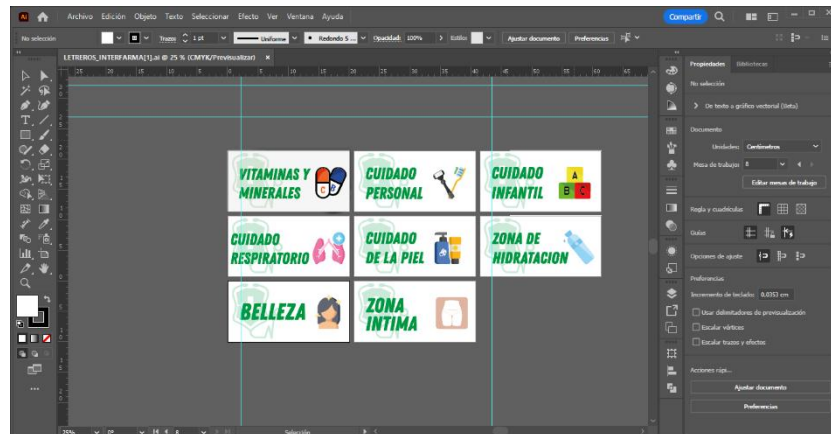 Archivo Edición Objeto Texto Seleccionar Efecto Ver Ventana Ayuda
Compartir
No selección
Trazo: 1 pt Uniforme Redondo 5 ... Opacidad: 100% Estilo: Ajustar documento Preferencias
LETREROS_INTERFARMA[1].ai @ 25 % (CMYK/Previsualizar) ×
VITAMINAS Y
MINERALES
CUIDADO
PERSONAL
CUIDADO
INFANTIL
A
B C
CUIDADO
RESPIRATORIO
CUIDADO
DE LA PIEL
ZONA DE
HIDRATACION
BELLEZA
ZONA
INTIMA
Propiedades Bibliotecas
No selección
De texto a gráfico vectorial (Beta)
Documento
Unidades: Centímetros
Mesa de trabajo: 8
Editar mesas de trabajo
Regla y cuadrículas
Guías
Opciones de ajuste
Preferencias
Incremento de teclado: 0,0353 cm
Usar delimitadores de previsualización
Escalar vértices
Escalar trazos y efectos
Acciones rápi...
Ajustar documento
Preferencias
25% 0° 8 Selección